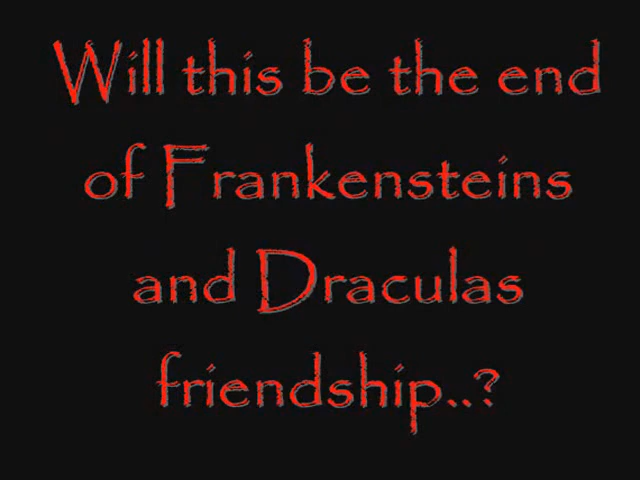 Will this be the end
of Frankensteins
and Draculas
friendship..?